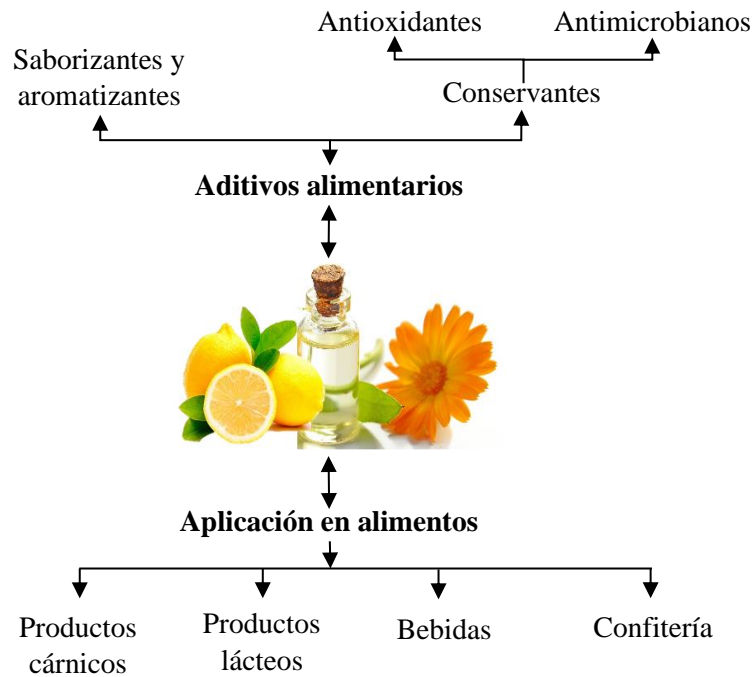 Antioxidantes
Antimicrobianos
Saborizantes y
aromatizantes
Conservantes
Aditivos alimentarios
Aplicación en alimentos
Productos
cárnicos
Productos
lácteos
Bebidas
Confitería